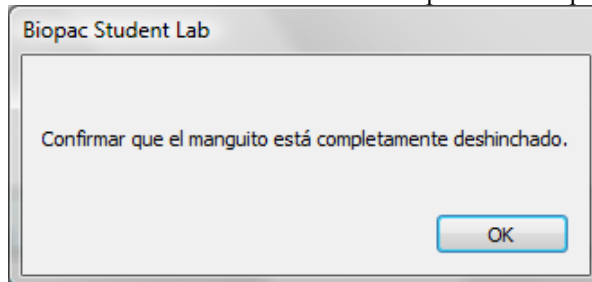 Biopac Student Lab
Confirmar que el manguito está completamente deshinchado.
OK